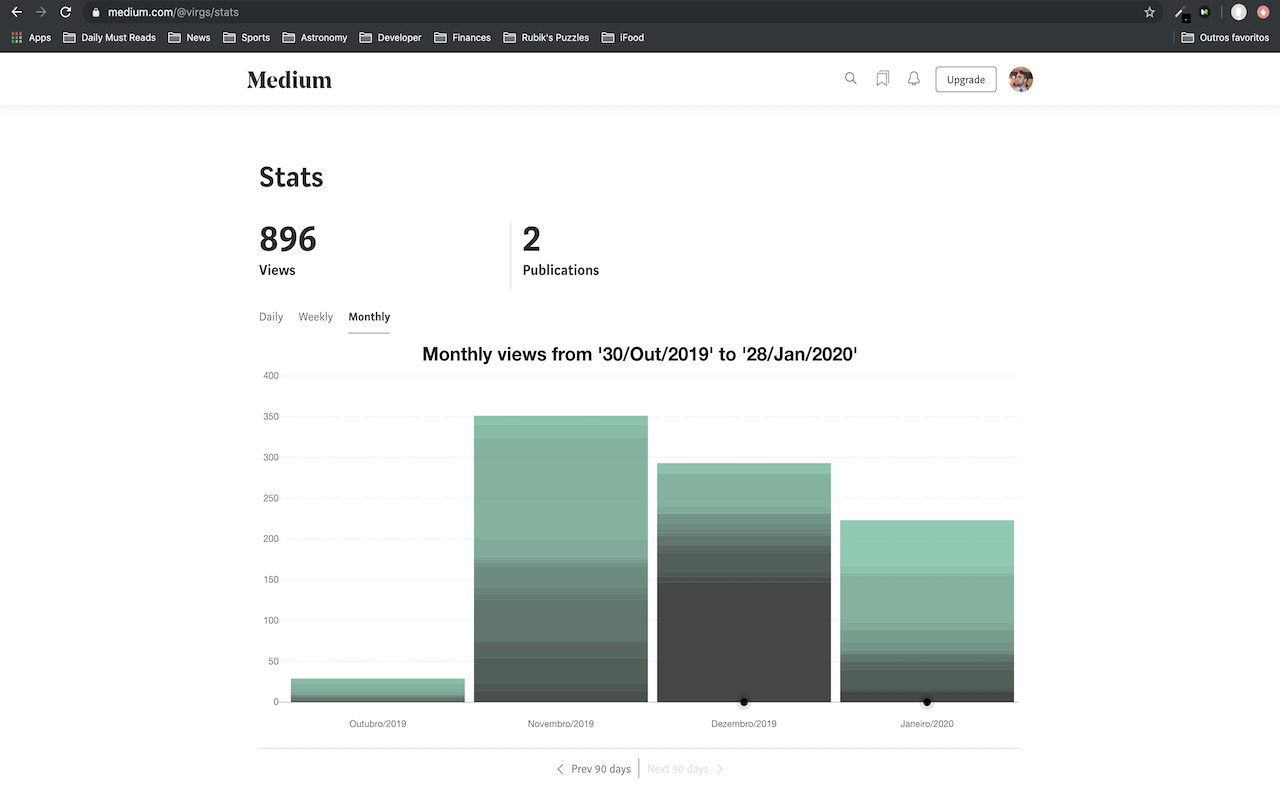 medium.com/@virgs/stats
Apps Daily Must Reads News Sports Astronomy Developer Finances Rubik's Puzzles iFood Outros favoritos
Medium Upgrade
Stats
896 2
Views Publications
Daily Weekly Monthly
Monthly views from '30/Out/2019' to '28/Jan/2020'
400
350
300
250
200
150
100
50
0
Outubro/2019 Novembro/2019 Dezembro/2019 Janeiro/2020
Prev 90 days Next 90 days